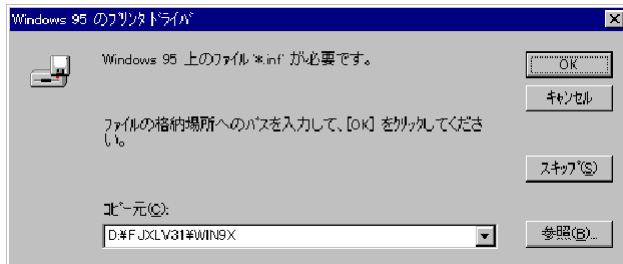 Windows 95 のプリンタ ドライバ
Windows 95 上のファイル '*.inf' が必要です。
OK
キャンセル
ファイルの格納場所へのパスを入力して、[OK] をクリックしてくださ
い。
スキップ(S)
コピー元(C):
D:¥FJXLV31¥WIN9X
参照(B)...